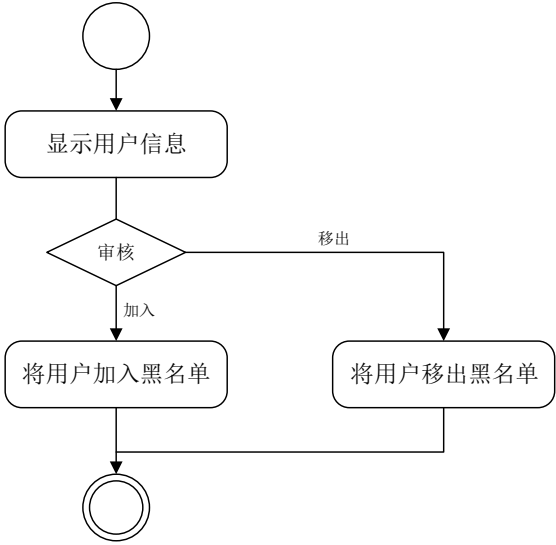 显示用户信息
审核
移出
加入
将用户加入黑名单
将用户移出黑名单